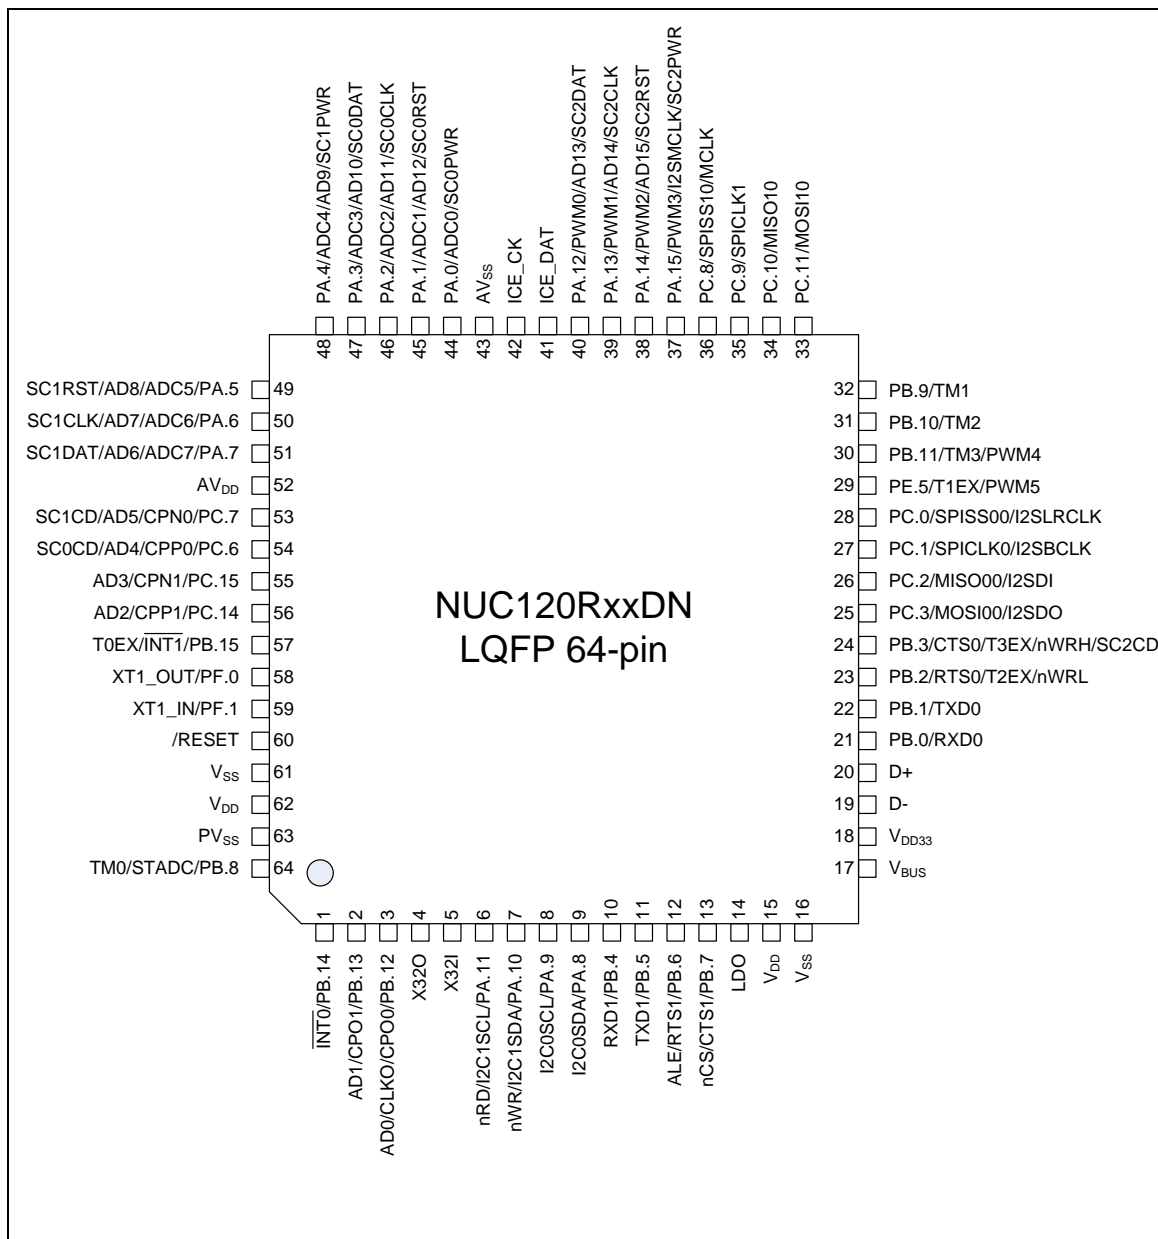 PA.4/ADC4/AD9/SC1PWR
PA.3/ADC3/AD10/SC0DAT
PA.2/ADC2/AD11/SC0CLK
PA.1/ADC1/AD12/SC0RST
PA.0/ADC0/SC0PWR
AVSS
ICE_CK
ICE_DAT
PA.12/PWM0/AD13/SC2DAT
PA.13/PWM1/AD14/SC2CLK
PA.14/PWM2/AD15/SC2RST
PA.15/PWM3/I2SMCLK/SC2PWR
PC.8/SPISS10/MCLK
PC.9/SPICLK1
PC.10/MISO10
PC.11/MOSI10
48 47 46 45 44 43 42 41 40 39 38 37 36 35 34 33
SC1RST/AD8/ADC5/PA.5 49
SC1CLK/AD7/ADC6/PA.6 50
SC1DAT/AD6/ADC7/PA.7 51
AVDD 52
SC1CD/AD5/CPN0/PC.7 53
SC0CD/AD4/CPP0/PC.6 54
AD3/CPN1/PC.15 55
AD2/CPP1/PC.14 56
T0EX/INT1/PB.15 57
XT1_OUT/PF.0 58
XT1_IN/PF.1 59
/RESET 60
VSS 61
VDD 62
PVSS 63
TM0/STADC/PB.8 64
NUC120RxxDN
LQFP 64-pin
32 PB.9/TM1
31 PB.10/TM2
30 PB.11/TM3/PWM4
29 PE.5/T1EX/PWM5
28 PC.0/SPISS00/I2SLRCLK
27 PC.1/SPICLK0/I2SBCLK
26 PC.2/MISO00/I2SDI
25 PC.3/MOSI00/I2SDO
24 PB.3/CTS0/T3EX/nWRH/SC2CD
23 PB.2/RTS0/T2EX/nWRL
22 PB.1/TXD0
21 PB.0/RXD0
20 D+
19 D-
18 VDD33
17 VBUS
1 2 3 4 5 6 7 8 9 10 11 12 13 14 15 16
INT0/PB.14
AD1/CPO1/PB.13
AD0/CLKO/CPO0/PB.12
X32O
X32I
nRD/I2C1SCL/PA.11
nWR/I2C1SDA/PA.10
I2C0SCL/PA.9
I2C0SDA/PA.8
RXD1/PB.4
TXD1/PB.5
ALE/RTS1/PB.6
nCS/CTS1/PB.7
LDO
VDD
VSS